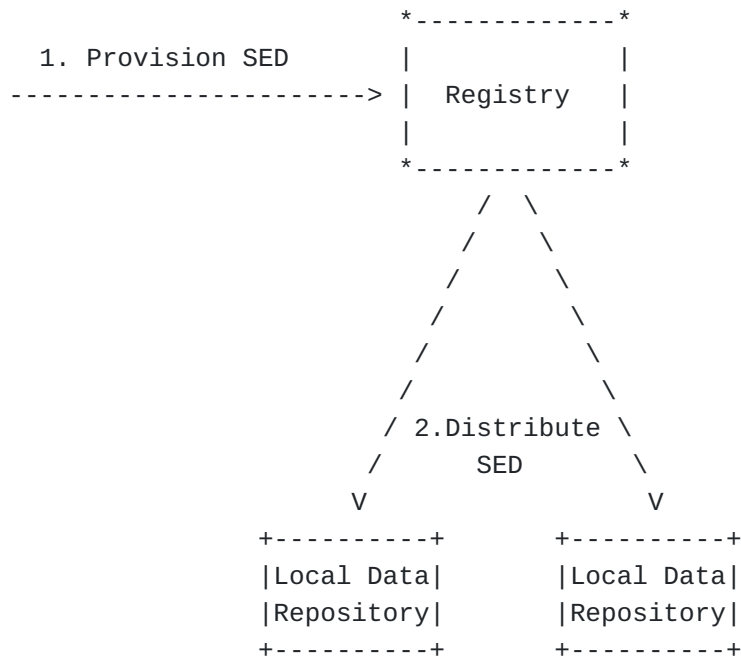 1. Provision SED
Registry
2.Distribute
SED
Local Data
Repository
Local Data
Repository